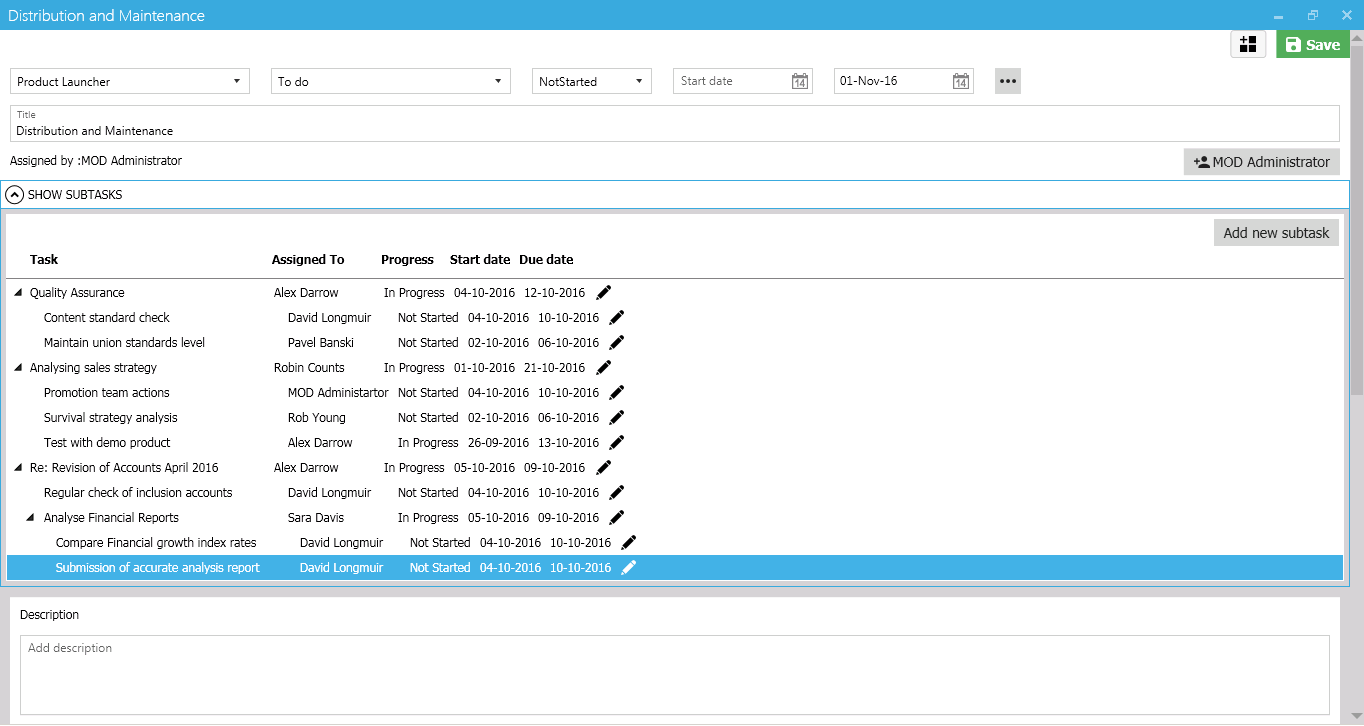 Distribution and Maintenance
Save
Product Launcher To do NotStarted Start date 14 01-Nov-16 14
Title
Distribution and Maintenance
Assigned by :MOD Administrator MOD Administrator
SHOW SUBTASKS
Add new subtask
Task Assigned To Progress Start date Due date
Quality Assurance Alex Darrow In Progress 04-10-2016 12-10-2016
Content standard check David Longmuir Not Started 04-10-2016 10-10-2016
Maintain union standards level Pavel Banski Not Started 02-10-2016 06-10-2016
Analysing sales strategy Robin Counts In Progress 01-10-2016 21-10-2016
Promotion team actions MOD Administartor Not Started 04-10-2016 10-10-2016
Survival strategy analysis Rob Young Not Started 02-10-2016 06-10-2016
Test with demo product Alex Darrow In Progress 26-09-2016 13-10-2016
Re: Revision of Accounts April 2016 Alex Darrow In Progress 05-10-2016 09-10-2016
Regular check of inclusion accounts David Longmuir Not Started 04-10-2016 10-10-2016
Analyse Financial Reports Sara Davis In Progress 05-10-2016 09-10-2016
Compare Financial growth index rates David Longmuir Not Started 04-10-2016 10-10-2016
Submission of accurate analysis report David Longmuir Not Started 04-10-2016 10-10-2016
Description
Add description